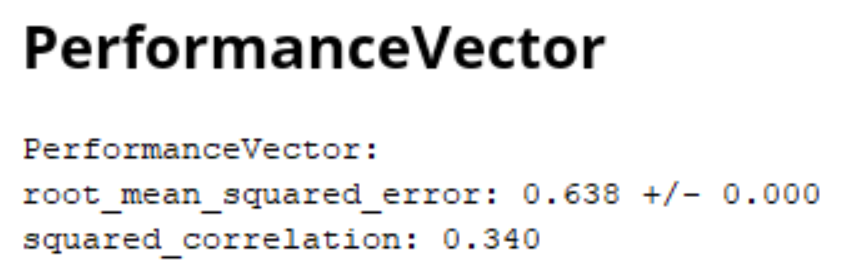 PerformanceVector
PerformanceVector:
root_mean_squared_error: 0.638 +/- 0.000
squared_correlation: 0.340